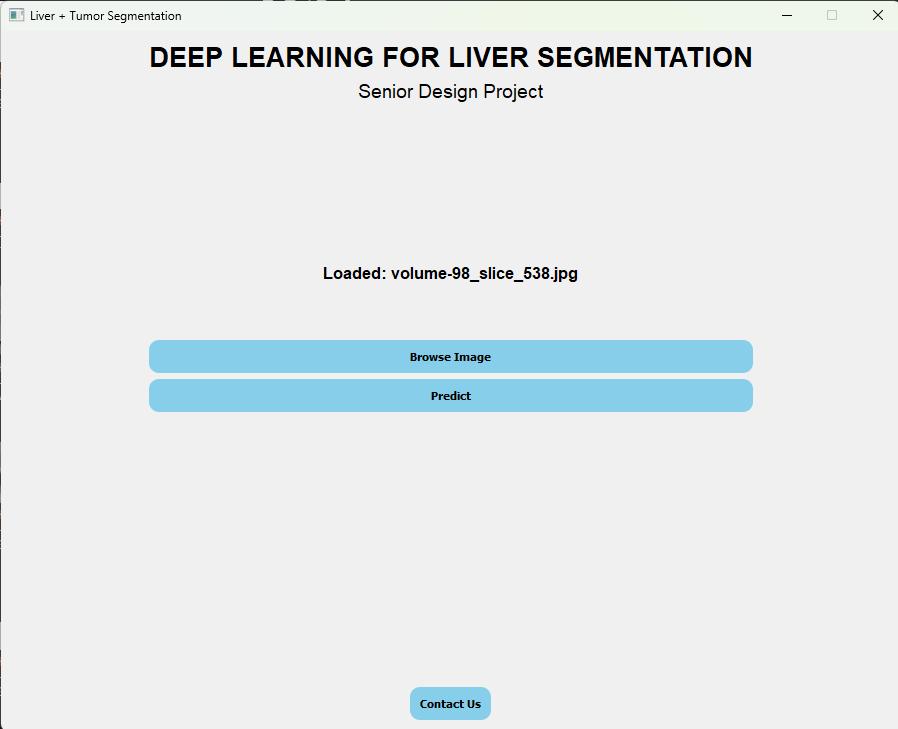 Liver + Tumor Segmentation
DEEP LEARNING FOR LIVER SEGMENTATION
Senior Design Project
Loaded: volume-98_slice_538.jpg
Browse Image
Predict
Contact Us